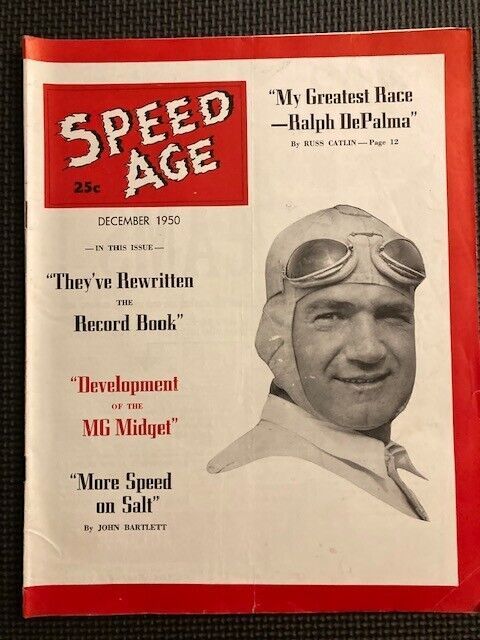 SPEED
AGE
25c
DECEMBER 1950
— IN THIS ISSUE —
"They've Rewritten
THE
Record Book"
"Development
OF THE
MG Midget"
"More Speed
on Salt"
By JOHN BARTLETT
"My Greatest Race
—Ralph DePalma"
By RUSS CATLIN — Page 12